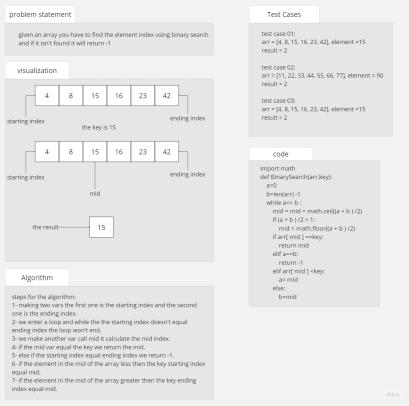 problem statement
given an array you have to find the element index using binary search
and if it isn't found it will return -1
visualization
4 8 15 16 23 42
starting index
ending index
the key is 15
4 8 15 16 23 42
starting index
ending index
mid
the result
15
Algorithm
steps for the algorithm:
1- making two vars the first one is the starting index and the second
one is the ending index.
2- we enter a loop and while the the starting index doesn't equal
ending index the loop won't end.
3- we make another var call mid it calculate the mid index.
4- if the mid var equal the key we return the mid.
5- else if the starting index equal ending index we return -1.
6- if the element in the mid of the array less then the key starting index
equal mid.
7- if the element in the mid of the array greater then the key ending
index equal mid.
Test Cases
test case 01:
arr = [4, 8, 15, 16, 23, 42], element =15
result = 2
test case 02:
arr = [11, 22, 33, 44, 55, 66, 77], element = 90
result = 2
test case 03:
arr = [4, 8, 15, 16, 23, 42], element =15
result = 2
code
import math
def BinarySearch(arr,key):
a=0
b=len(arr) -1
while a<= b :
mid = mid = math.ceil((a + b ) /2)
if (a + b ) /2 < 1:
mid = math.floor((a + b ) /2)
if arr[ mid ] ==key:
return mid
elif a==b:
return -1
elif arr[ mid ] <key:
a= mid
else:
b=mid
miro